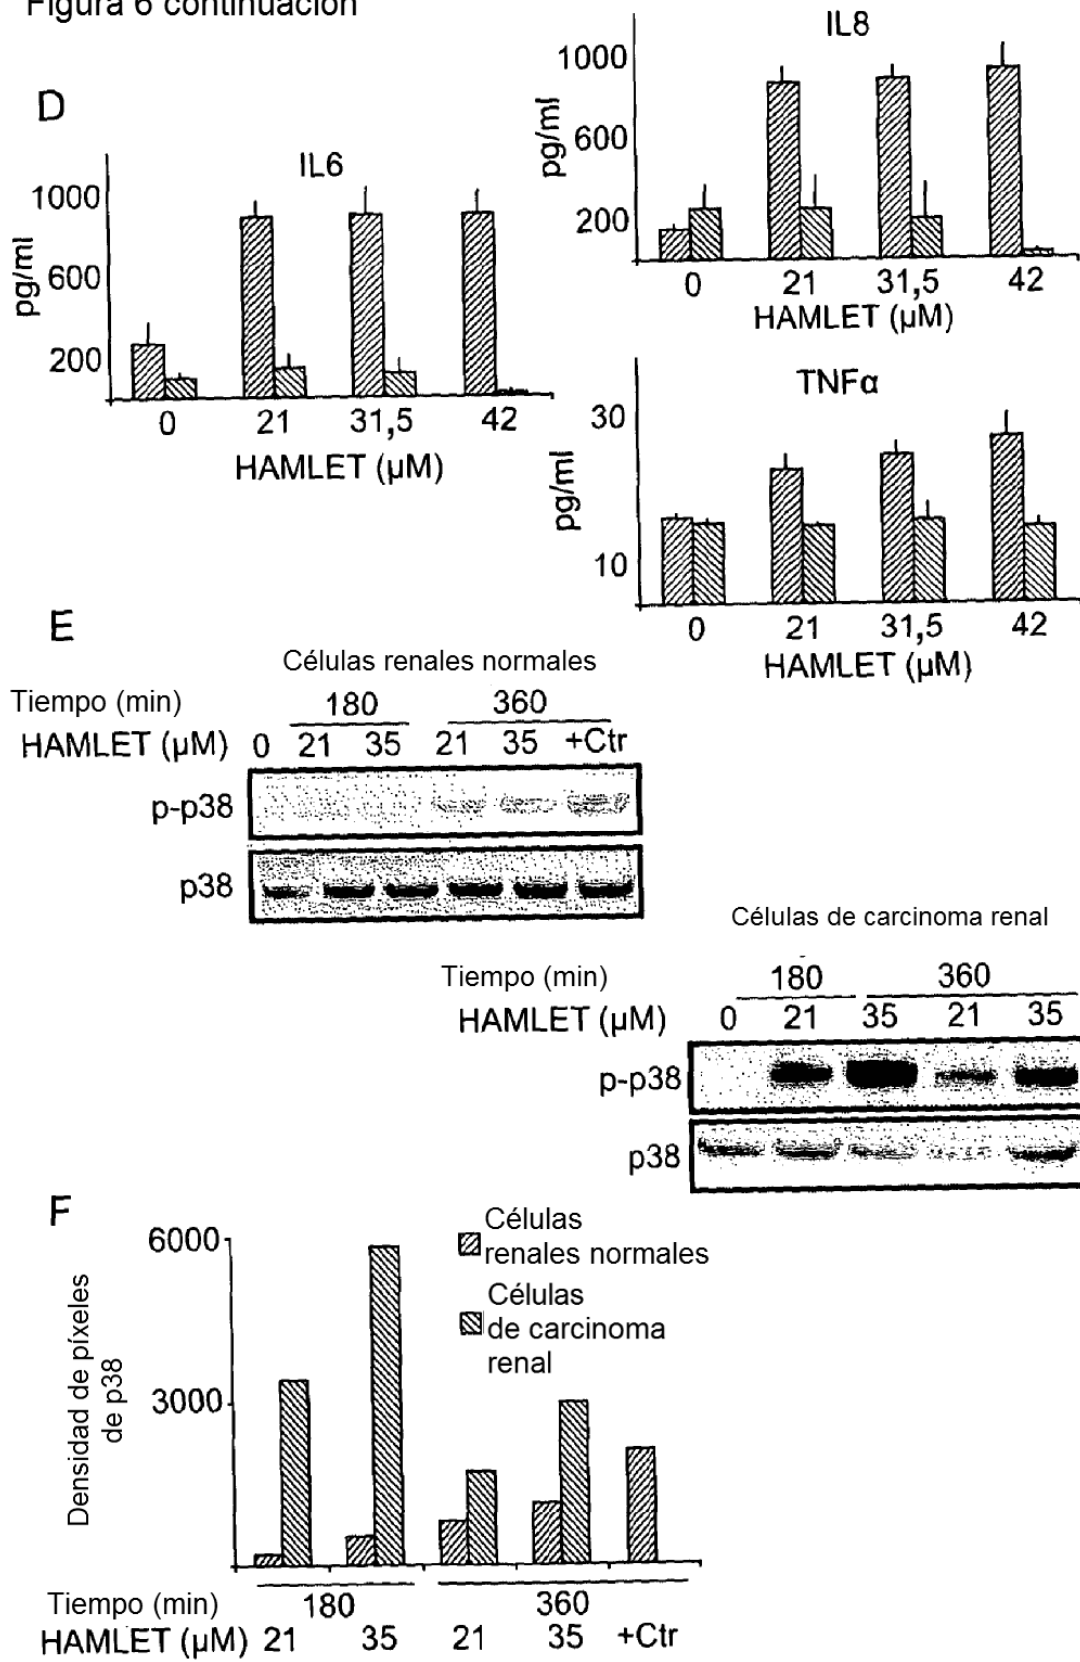 Figura 6 continuación
D
IL6
1000
600
200
pg/ml
0 21 31,5 42
HAMLET (µM)
IL8
1000
600
200
pg/ml
0 21 31,5 42
HAMLET (µM)
TNFα
30
10
pg/ml
0 21 31,5 42
HAMLET (µM)
E
Células renales normales
Tiempo (min) 180 360
HAMLET (µM) 0 21 35 21 35 +Ctr
p-p38
p38
Células de carcinoma renal
Tiempo (min) 180 360
HAMLET (µM) 0 21 35 21 35
p-p38
p38
F
6000
3000
Densidad de píxeles
de p38
Células
renales normales
Células
de carcinoma
renal
Tiempo (min) 180 360
HAMLET (µM) 21 35 21 35 +Ctr